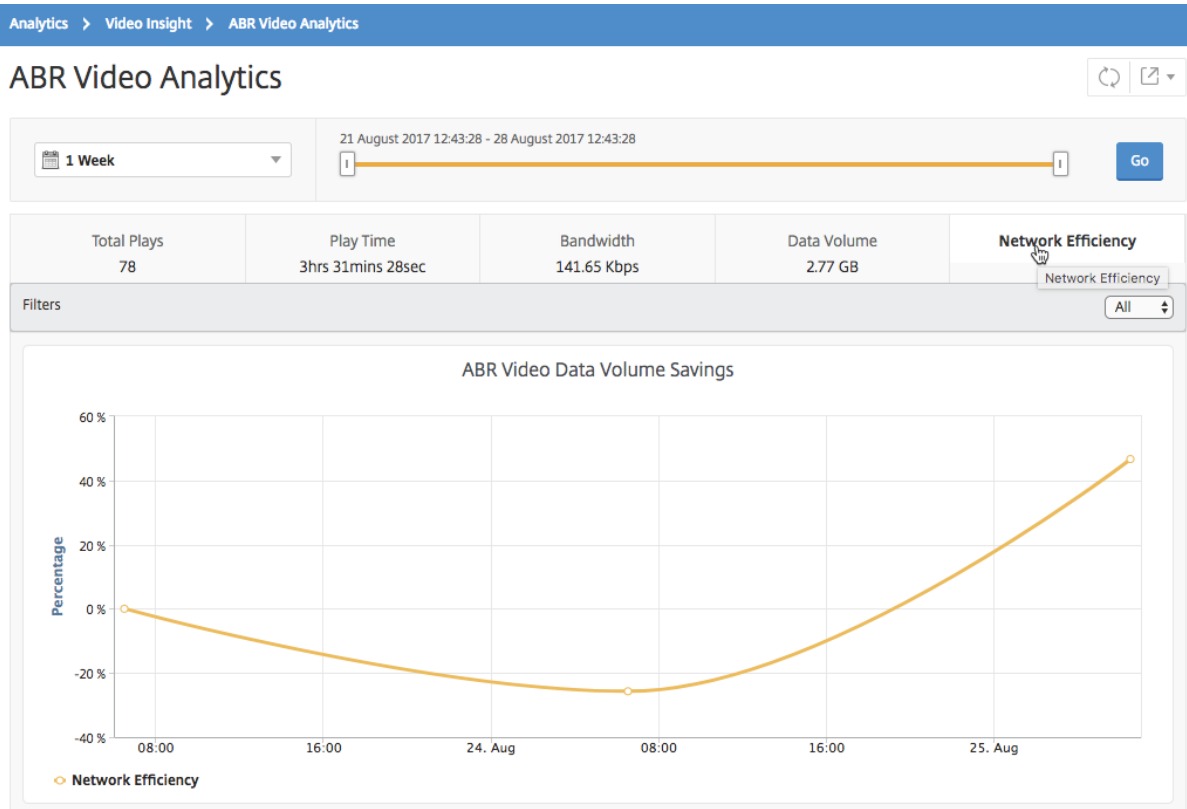 Analytics > Video Insight > ABR Video Analytics
ABR Video Analytics
21 August 2017 12:43:28 - 28 August 2017 12:43:28
1 Week
Go
Total Plays
78
Play Time
3hrs 31mins 28sec
Bandwidth
141.65 Kbps
Data Volume
2.77 GB
Network Efficiency
Network Efficiency
Filters
All
ABR Video Data Volume Savings
Percentage
60 %
40 %
20 %
0 %
-20 %
-40 %
08:00 16:00 24. Aug 08:00 16:00 25. Aug
Network Efficiency